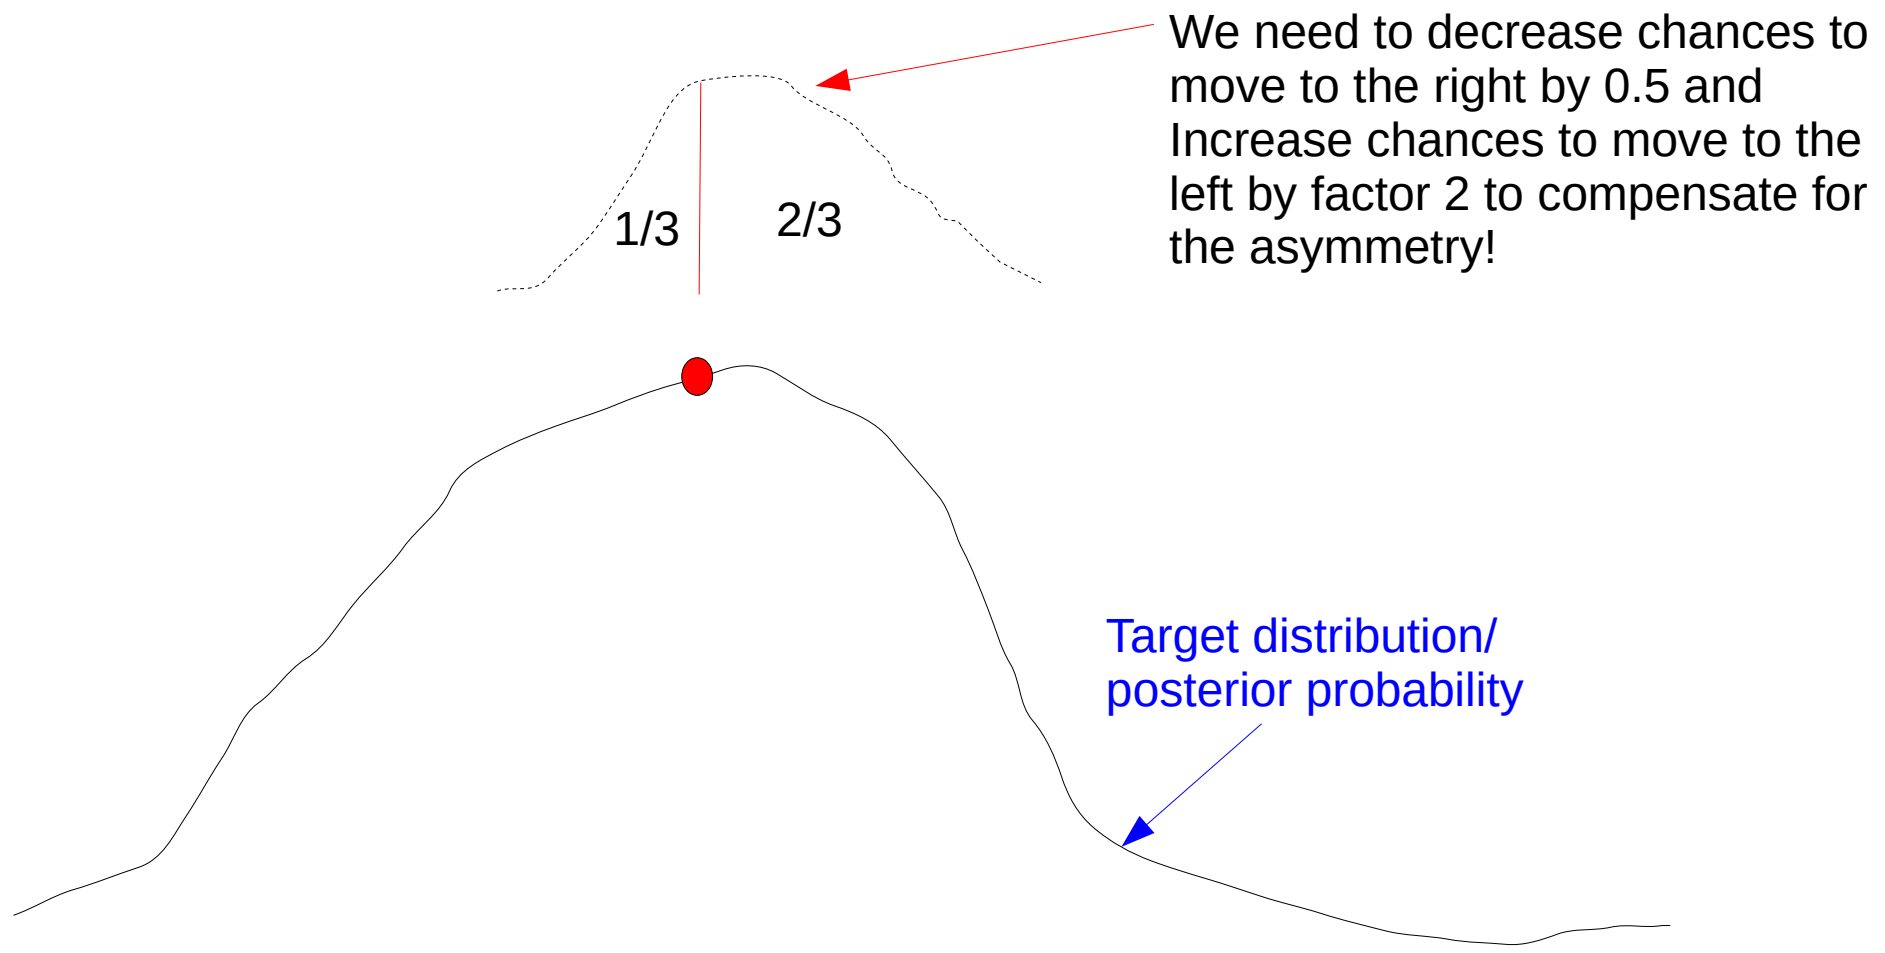 We need to decrease chances to
move to the right by 0.5 and
Increase chances to move to the
left by factor 2 to compensate for
the asymmetry!
1/3
2/3
Target distribution/
posterior probability